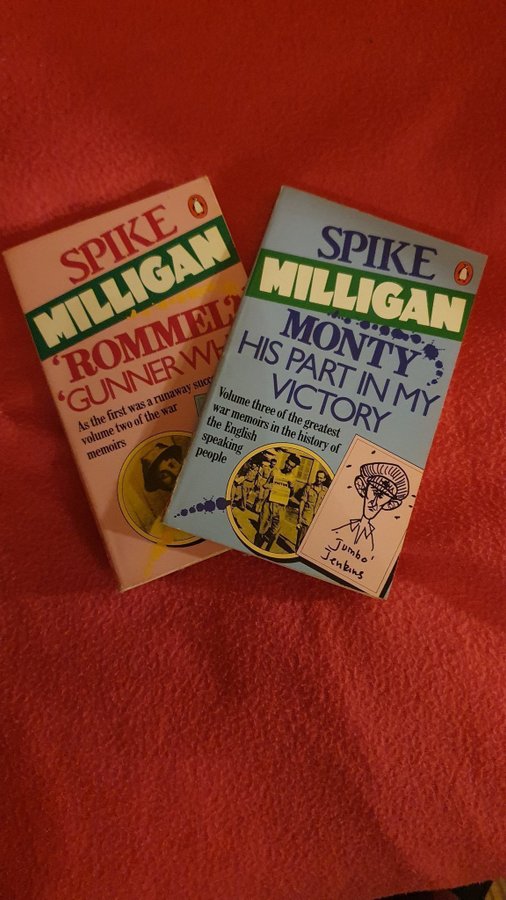 SPIKE
MILLIGAN
'ROMMEL'
'GUNNER WH
As the first was a runaway succ
volume two of the war
memoirs
SPIKE
MILLIGAN
MONTY
HIS PART IN MY
VICTORY
Volume three of the greatest
war memoirs in the history of
the English
speaking
people
Jumbo
Jenkins